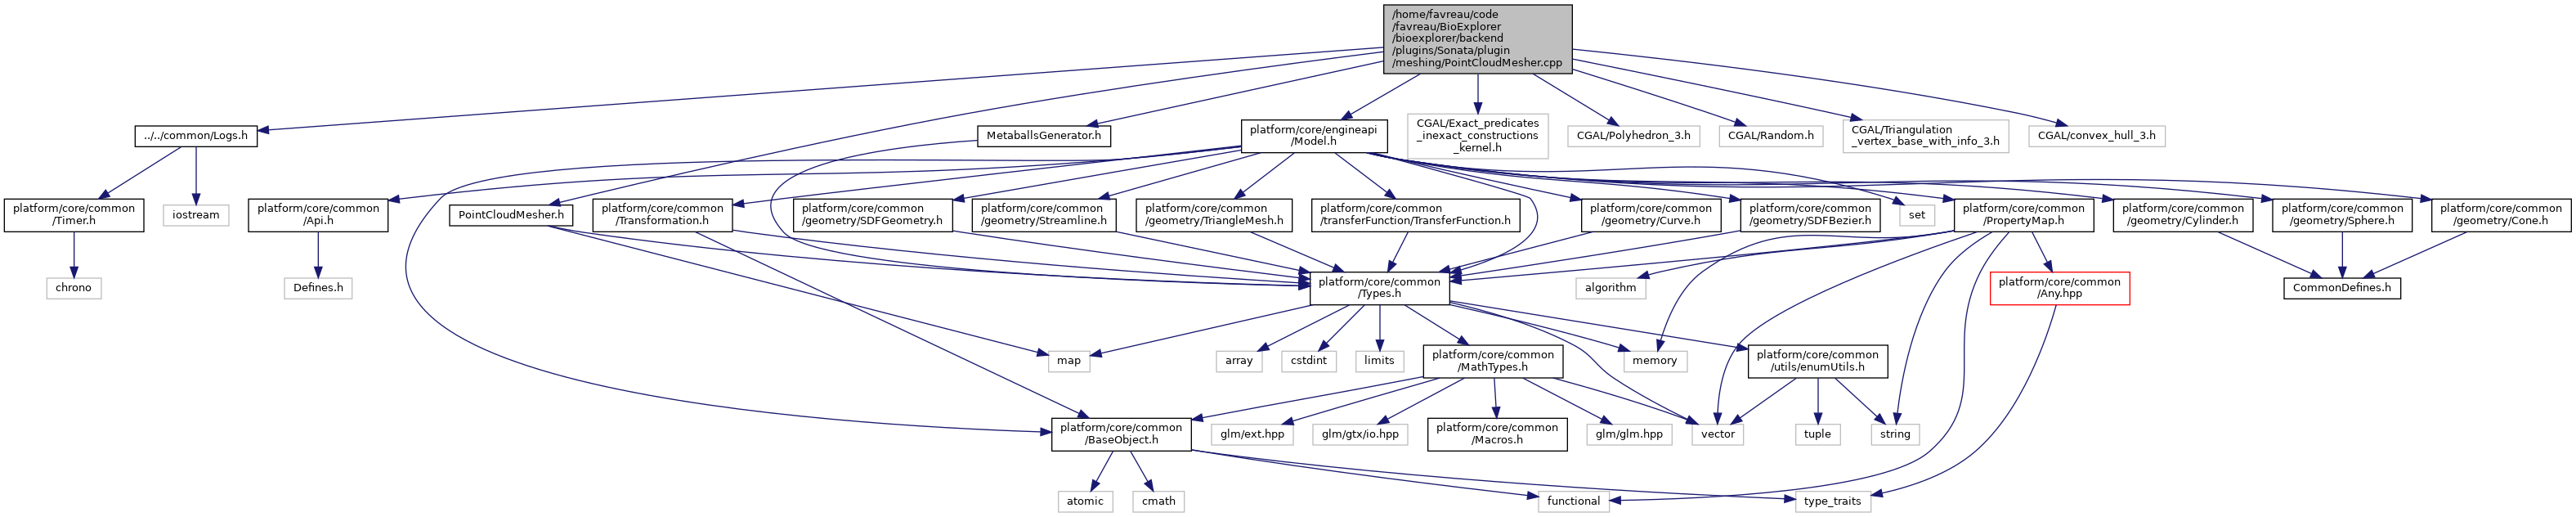 /home/favreau/code
/favreau/BioExplorer
/bioexplorer/backend
/plugins/Sonata/plugin
/meshing/PointCloudMesher.cpp
../../common/Logs.h
MetaballsGenerator.h
platform/core/engineapi
/Model.h
CGAL/Exact_predicates
_inexact_constructions
_kernel.h
CGAL/Polyhedron_3.h
CGAL/Random.h
CGAL/Triangulation
_vertex_base_with_info_3.h
CGAL/convex_hull_3.h
platform/core/common
/Timer.h
iostream
platform/core/common
/Api.h
PointCloudMesher.h
platform/core/common
/Transformation.h
platform/core/common
/geometry/SDFGeometry.h
platform/core/common
/geometry/Streamline.h
platform/core/common
/geometry/TriangleMesh.h
platform/core/common
/transferFunction/TransferFunction.h
platform/core/common
/geometry/Curve.h
platform/core/common
/geometry/SDFBezier.h
set
platform/core/common
/PropertyMap.h
platform/core/common
/geometry/Cylinder.h
platform/core/common
/geometry/Sphere.h
platform/core/common
/geometry/Cone.h
chrono
Defines.h
platform/core/common
/Types.h
algorithm
platform/core/common
/Any.hpp
CommonDefines.h
map
array
cstdint
limits
platform/core/common
/MathTypes.h
memory
platform/core/common
/utils/enumUtils.h
platform/core/common
/BaseObject.h
glm/ext.hpp
glm/gtx/io.hpp
platform/core/common
/Macros.h
glm/glm.hpp
vector
tuple
string
atomic
cmath
functional
type_traits